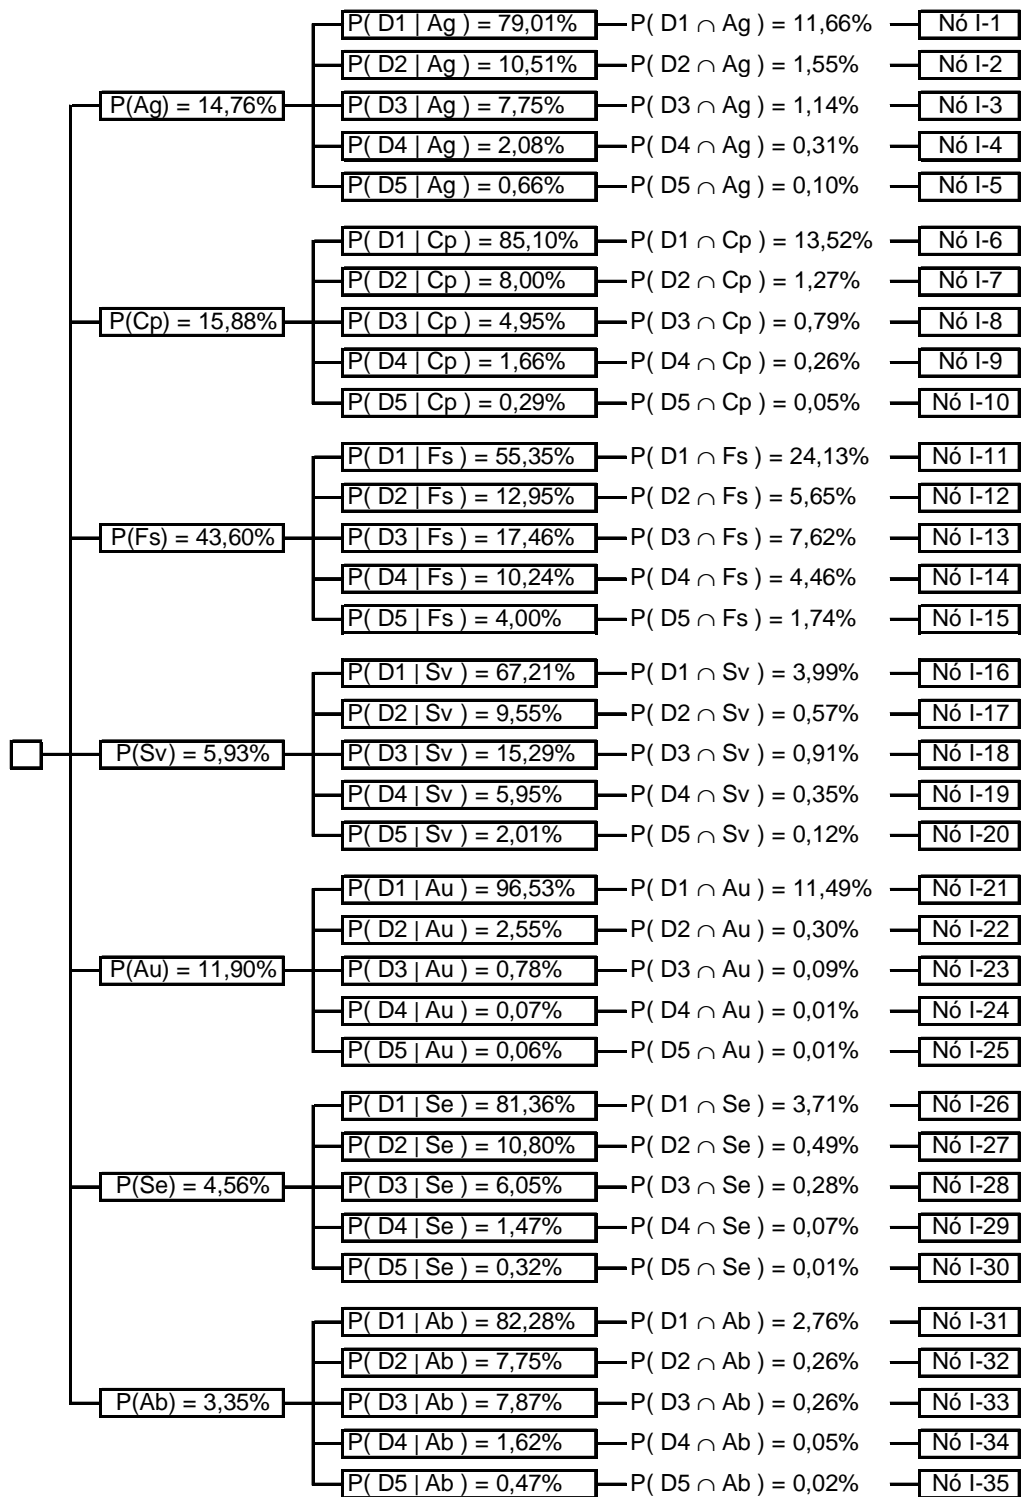 P( D1 | Ag ) = 79,01% P( D1 ∩ Ag ) = 11,66% Nó I-1
P( D2 | Ag ) = 10,51% P( D2 ∩ Ag ) = 1,55% Nó I-2
P(Ag) = 14,76% P( D3 | Ag ) = 7,75% P( D3 ∩ Ag ) = 1,14% Nó I-3
P( D4 | Ag ) = 2,08% P( D4 ∩ Ag ) = 0,31% Nó I-4
P( D5 | Ag ) = 0,66% P( D5 ∩ Ag ) = 0,10% Nó I-5
P( D1 | Cp ) = 85,10% P( D1 ∩ Cp ) = 13,52% Nó I-6
P( D2 | Cp ) = 8,00% P( D2 ∩ Cp ) = 1,27% Nó I-7
P(Cp) = 15,88% P( D3 | Cp ) = 4,95% P( D3 ∩ Cp ) = 0,79% Nó I-8
P( D4 | Cp ) = 1,66% P( D4 ∩ Cp ) = 0,26% Nó I-9
P( D5 | Cp ) = 0,29% P( D5 ∩ Cp ) = 0,05% Nó I-10
P( D1 | Fs ) = 55,35% P( D1 ∩ Fs ) = 24,13% Nó I-11
P( D2 | Fs ) = 12,95% P( D2 ∩ Fs ) = 5,65% Nó I-12
P(Fs) = 43,60% P( D3 | Fs ) = 17,46% P( D3 ∩ Fs ) = 7,62% Nó I-13
P( D4 | Fs ) = 10,24% P( D4 ∩ Fs ) = 4,46% Nó I-14
P( D5 | Fs ) = 4,00% P( D5 ∩ Fs ) = 1,74% Nó I-15
P( D1 | Sv ) = 67,21% P( D1 ∩ Sv ) = 3,99% Nó I-16
P( D2 | Sv ) = 9,55% P( D2 ∩ Sv ) = 0,57% Nó I-17
P(Sv) = 5,93% P( D3 | Sv ) = 15,29% P( D3 ∩ Sv ) = 0,91% Nó I-18
P( D4 | Sv ) = 5,95% P( D4 ∩ Sv ) = 0,35% Nó I-19
P( D5 | Sv ) = 2,01% P( D5 ∩ Sv ) = 0,12% Nó I-20
P( D1 | Au ) = 96,53% P( D1 ∩ Au ) = 11,49% Nó I-21
P( D2 | Au ) = 2,55% P( D2 ∩ Au ) = 0,30% Nó I-22
P(Au) = 11,90% P( D3 | Au ) = 0,78% P( D3 ∩ Au ) = 0,09% Nó I-23
P( D4 | Au ) = 0,07% P( D4 ∩ Au ) = 0,01% Nó I-24
P( D5 | Au ) = 0,06% P( D5 ∩ Au ) = 0,01% Nó I-25
P( D1 | Se ) = 81,36% P( D1 ∩ Se ) = 3,71% Nó I-26
P( D2 | Se ) = 10,80% P( D2 ∩ Se ) = 0,49% Nó I-27
P(Se) = 4,56% P( D3 | Se ) = 6,05% P( D3 ∩ Se ) = 0,28% Nó I-28
P( D4 | Se ) = 1,47% P( D4 ∩ Se ) = 0,07% Nó I-29
P( D5 | Se ) = 0,32% P( D5 ∩ Se ) = 0,01% Nó I-30
P( D1 | Ab ) = 82,28% P( D1 ∩ Ab ) = 2,76% Nó I-31
P( D2 | Ab ) = 7,75% P( D2 ∩ Ab ) = 0,26% Nó I-32
P(Ab) = 3,35% P( D3 | Ab ) = 7,87% P( D3 ∩ Ab ) = 0,26% Nó I-33
P( D4 | Ab ) = 1,62% P( D4 ∩ Ab ) = 0,05% Nó I-34
P( D5 | Ab ) = 0,47% P( D5 ∩ Ab ) = 0,02% Nó I-35